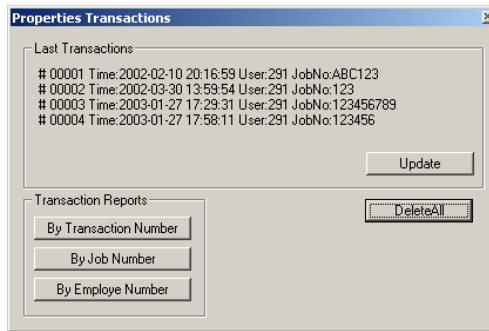 Properties Transactions
Last Transactions
# 00001 Time:2002-02-10 20:16:59 User:291 JobNo:ABC123
# 00002 Time:2002-03-30 13:59:54 User:291 JobNo:123
# 00003 Time:2003-01-27 17:29:31 User:291 JobNo:123456789
# 00004 Time:2003-01-27 17:58:11 User:291 JobNo:123456
Update
Transaction Reports
DeleteAll
By Transaction Number
By Job Number
By Employe Number